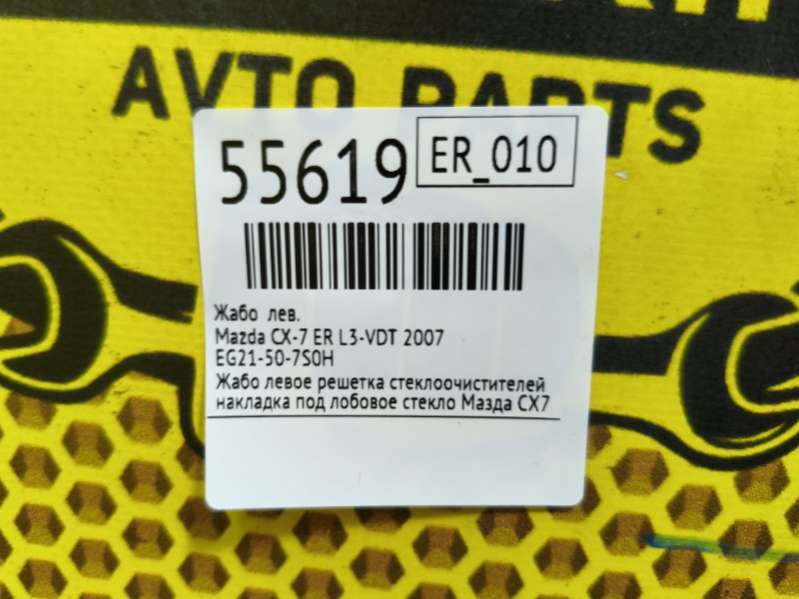 AVTO PARTS
55619
ER_010
Жабо лев.
Mazda CX-7 ER L3-VDT 2007
EG21-50-7S0H
Жабо левое решетка стеклоочистителей
накладка под лобовое стекло Мазда CX7